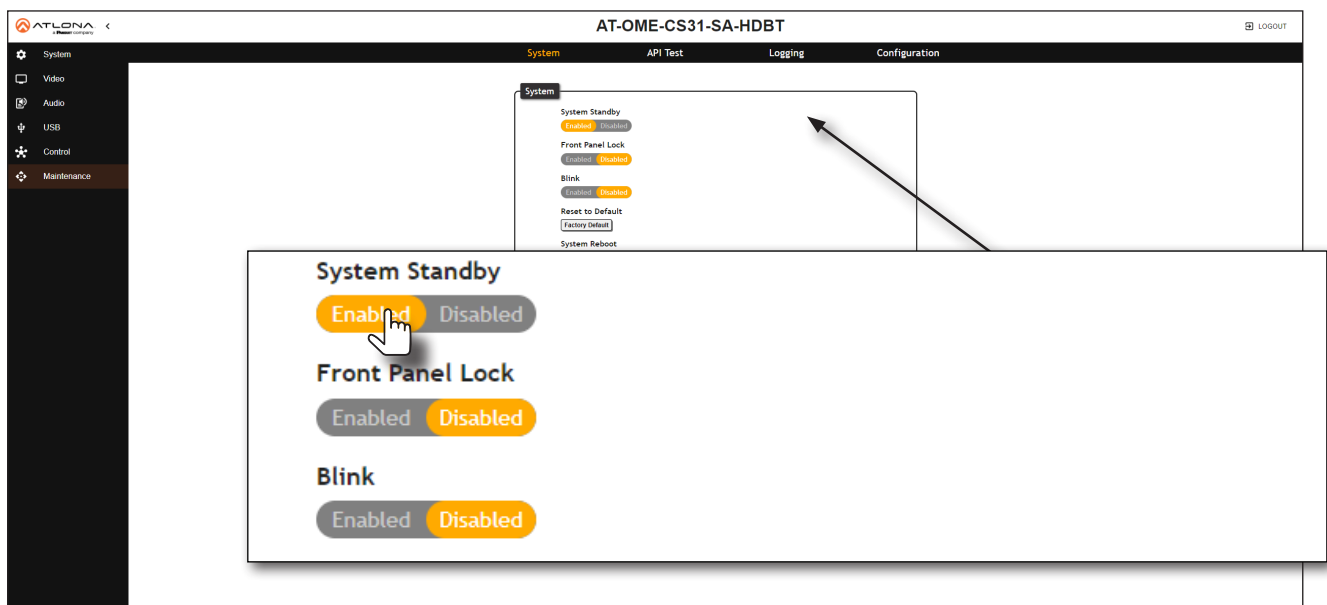 ATLONA
a Panduit company
<
AT-OME-CS31-SA-HDBT
LOGOUT
System
Video
Audio
USB
Control
Maintenance
System API Test Logging Configuration
System
System Standby
Enabled Disabled
Front Panel Lock
Enabled Disabled
Blink
Enabled Disabled
Reset to Default
Factory Default
System Reboot
System Standby
Enabled Disabled
Front Panel Lock
Enabled Disabled
Blink
Enabled Disabled